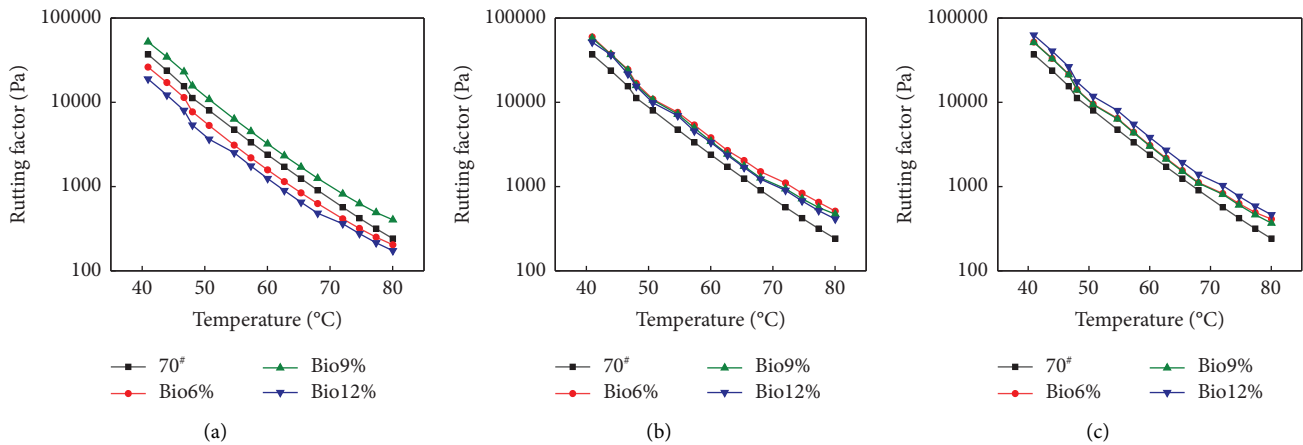 100000
10000
1000
100
Rutting factor (Pa)
40 50 60 70 80
Temperature (°C)
70#
Bio6%
Bio9%
Bio12%
(a)
100000
10000
1000
100
Rutting factor (Pa)
40 50 60 70 80
Temperature (°C)
70#
Bio6%
Bio9%
Bio12%
(b)
100000
10000
1000
100
Rutting factor (Pa)
40 50 60 70 80
Temperature (°C)
70#
Bio6%
Bio9%
Bio12%
(c)